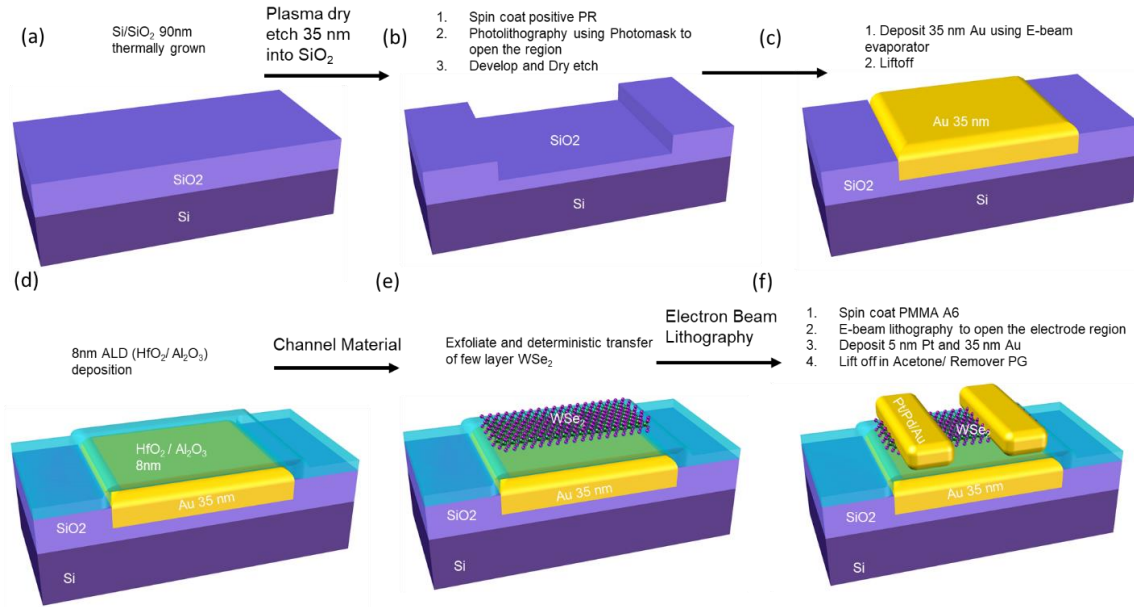 (a)
Si/SiO₂ 90nm
thermally grown
Plasma dry
etch 35 nm
into SiO₂
(b)
1. Spin coat positive PR
2. Photolithography using Photomask to
open the region
3. Develop and Dry etch
(c)
1. Deposit 35 nm Au using E-beam
evaporator
2. Liftoff
SiO2
Si
SiO2
Au 35 nm
SiO2
Si
(d)
8nm ALD (HfO₂/ Al₂O₃)
deposition
Channel Material
(e)
Exfoliate and deterministic transfer
of few layer WSe₂
Electron Beam
Lithography
(f)
1. Spin coat PMMA A6
2. E-beam lithography to open the electrode region
3. Deposit 5 nm Pt and 35 nm Au
4. Lift off in Acetone/ Remover PG
HfO₂ / Al₂O₃
8nm
Au 35 nm
SiO2
Si
WSe₂
Au 35 nm
SiO2
Si
Pt/Pd/Au
WSe₂
Au 35 nm
SiO2
Si